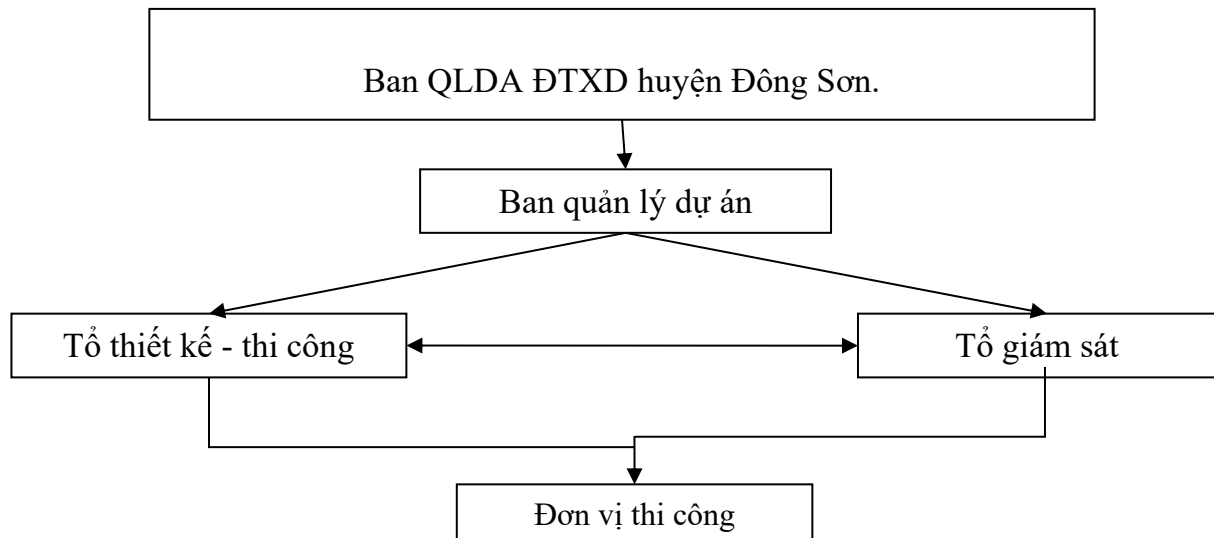 Ban QLDA ĐTXD huyện Đông Sơn.
Ban quản lý dự án
Tổ thiết kế - thi công
Tổ giám sát
Đơn vị thi công